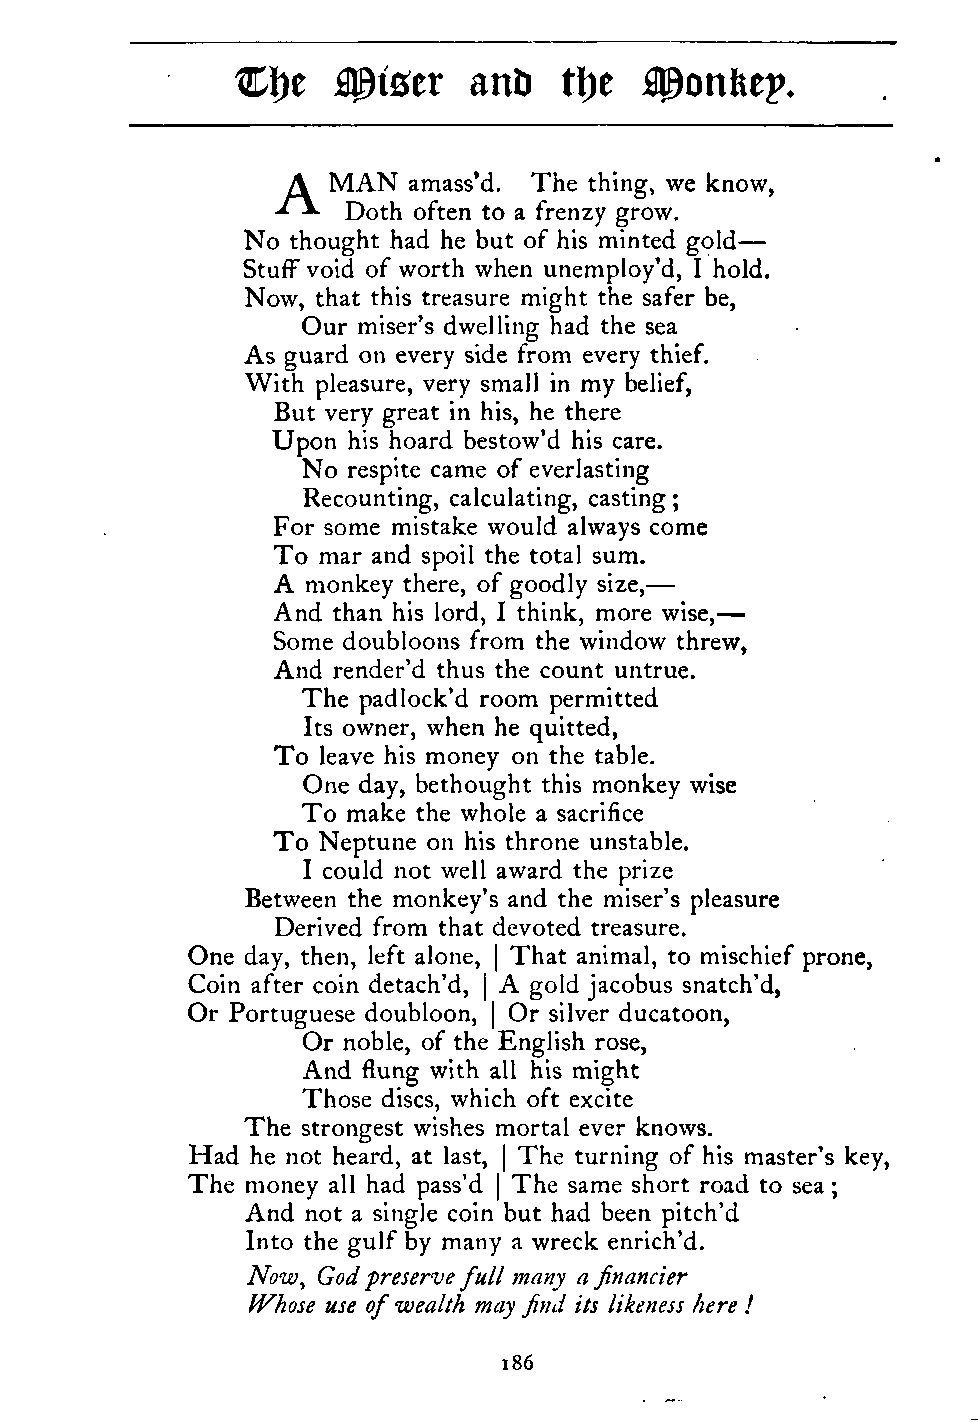 The Miser and the Monkey.
A MAN amass'd. The thing, we know,
Doth often to a frenzy grow.
No thought had he but of his minted gold—
Stuff void of worth when unemploy'd, I hold.
Now, that this treasure might the safer be,
Our miser's dwelling had the sea
As guard on every side from every thief.
With pleasure, very small in my belief,
But very great in his, he there
Upon his hoard bestow'd his care.
No respite came of everlasting
Recounting, calculating, casting;
For some mistake would always come
To mar and spoil the total sum.
A monkey there, of goodly size,—
And than his lord, I think, more wise,—
Some doubloons from the window threw,
And render'd thus the count untrue.
The padlock'd room permitted
Its owner, when he quitted,
To leave his money on the table.
One day, bethought this monkey wise
To make the whole a sacrifice
To Neptune on his throne unstable.
I could not well award the prize
Between the monkey's and the miser's pleasure
Derived from that devoted treasure.
One day, then, left alone, | That animal, to mischief prone,
Coin after coin detach'd, | A gold jacobus snatch'd,
Or Portuguese doubloon, | Or silver ducatoon,
Or noble, of the English rose,
And flung with all his might
Those discs, which oft excite
The strongest wishes mortal ever knows.
Had he not heard, at last, | The turning of his master's key,
The money all had pass'd | The same short road to sea;
And not a single coin but had been pitch'd
Into the gulf by many a wreck enrich'd.
Now, God preserve full many a financier
Whose use of wealth may find its likeness here!
186